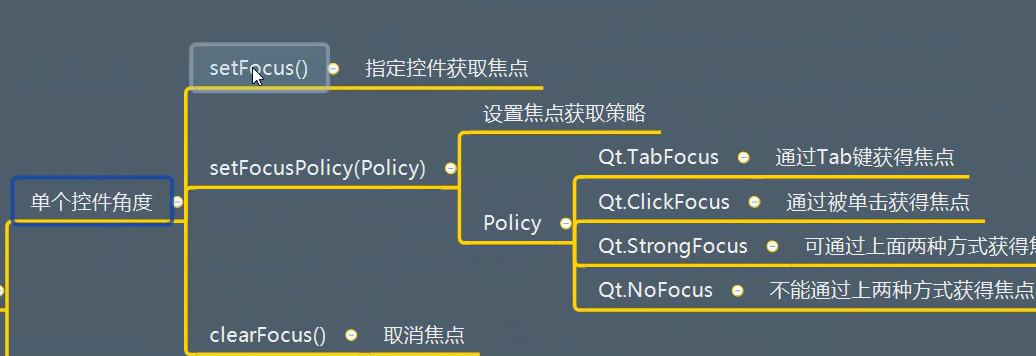 setFocus() 指定控件获取焦点
设置焦点获取策略
setFocusPolicy(Policy)
Qt.TabFocus 通过Tab键获得焦点
单个控件角度
Qt.ClickFocus 通过被单击获得焦点
Policy
Qt.StrongFocus 可通过上面两种方式获得
Qt.NoFocus 不能通过上两种方式获得焦点
clearFocus() 取消焦点